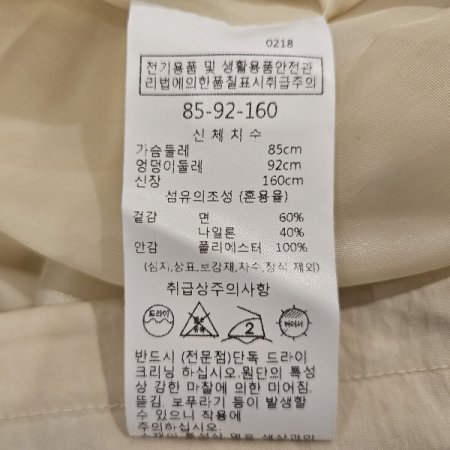 0218
전기용품 및 생활용품안전관
리법에의한품질표시취급주의
85-92-160
신체치수
가슴둘레 85cm
엉덩이둘레 92cm
신장 160cm
섬유의조성 (혼용율)
겉감 면 60%
나일론 40%
안감 폴리에스터 100%
(심지,상표,보강재,자수,장식 제외)
취급상주의사항
드라이 2
반드시 (전문점)단독 드라이
크리닝 하십시오.원단의 특성
상 강한 마찰에 의한 미어짐,
뜯김, 보푸라기 등이 발생할
수 있으니 착용에
주의하십시오.